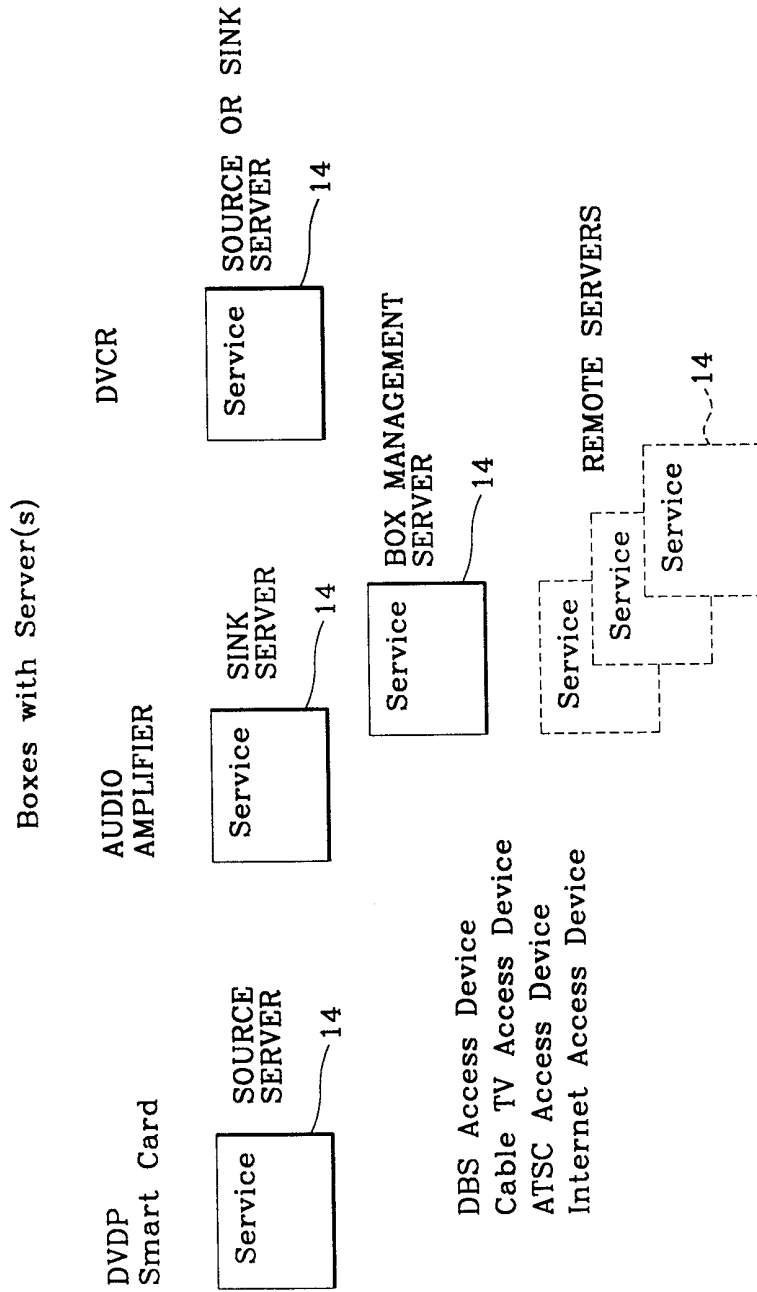 Boxes with Server(s)
DVDP
Smart Card
AUDIO
AMPLIFIER
DVCR
Service
SOURCE
SERVER
14
Service
SINK
SERVER
14
Service
SOURCE OR SINK
SERVER
14
Service
BOX MANAGEMENT
SERVER
14
DBS Access Device
Cable TV Access Device
ATSC Access Device
Internet Access Device
Service
Service
Service
REMOTE SERVERS
14